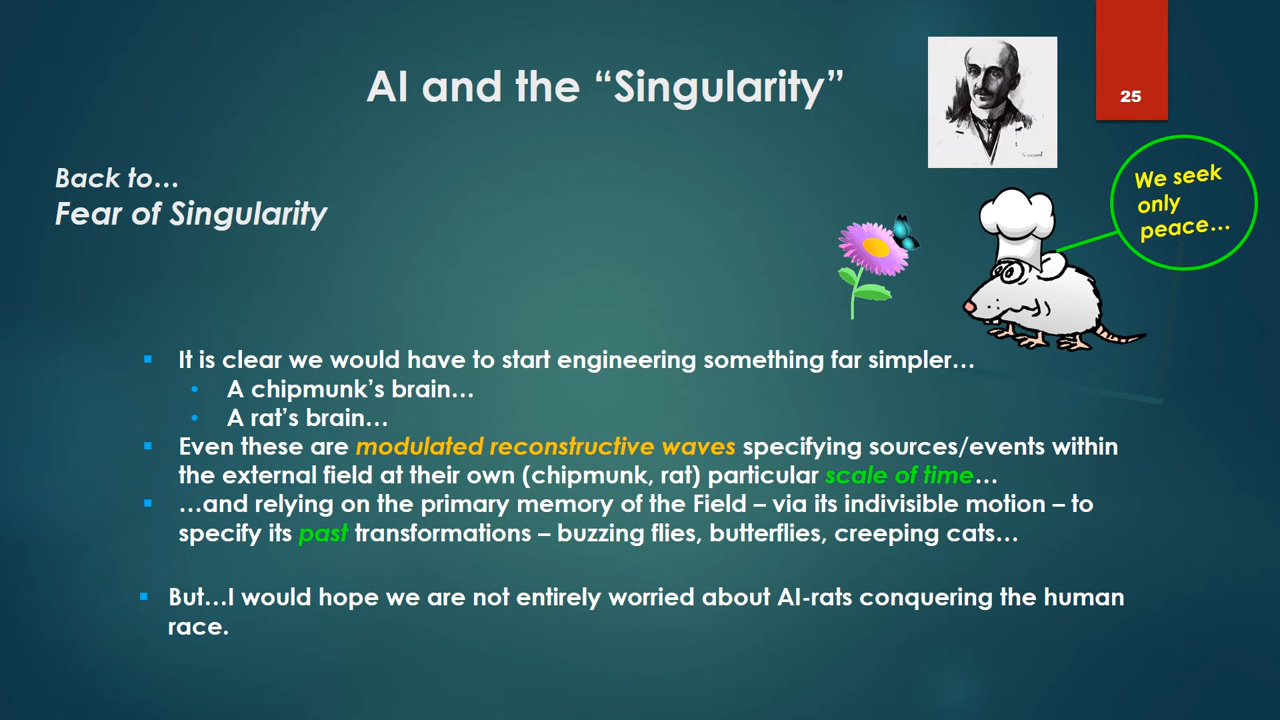 AI and the “Singularity”
25
Back to…
Fear of Singularity
We seek
only
peace…
It is clear we would have to start engineering something far simpler…
A chipmunk’s brain…
A rat’s brain…
Even these are modulated reconstructive waves specifying sources/events within
the external field at their own (chipmunk, rat) particular scale of time…
…and relying on the primary memory of the Field – via its indivisible motion – to
specify its past transformations – buzzing flies, butterflies, creeping cats…
But…I would hope we are not entirely worried about AI-rats conquering the human
race.